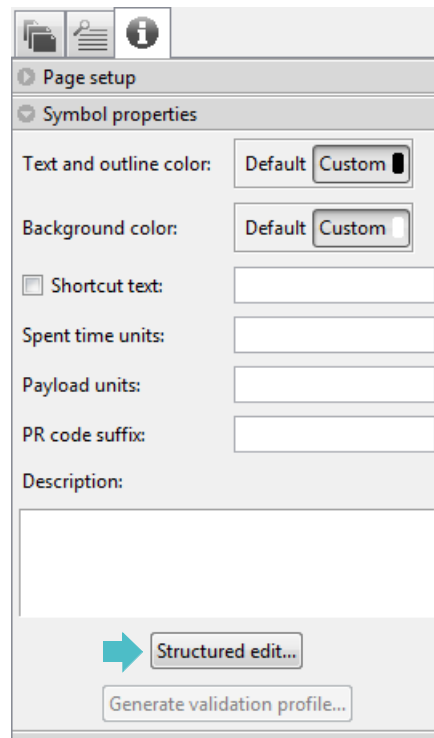 Page setup
Symbol properties
Text and outline color: Default Custom
Background color: Default Custom
Shortcut text:
Spent time units:
Payload units:
PR code suffix:
Description:
Structured edit...
Generate validation profile...